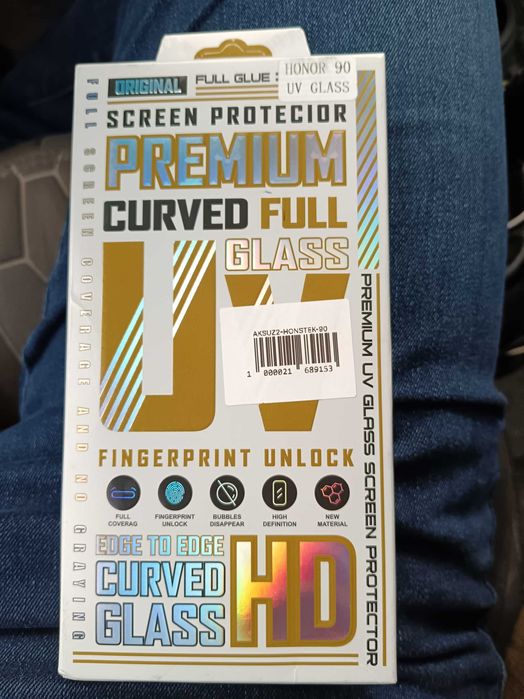 ORIGINAL
FULL GLUE
HONOR 90
UV GLASS
SCREEN PROTECIOR
PREMIUM
CURVED FULL
GLASS
UV
AKSUZ2-HONSTEK-90
1 000021 689153
FINGERPRINT UNLOCK
FULL
COVERAG
FINGERPRINT
UNLOCK
BUBBLES
DISAPPEAR
HIGH
DEFINITION
NEW
MATERIAL
EDGE TO EDGE
CURVED
GLASS
HD
FULL SCREEN COVERAGE AND NO GRAYING
PREMIUM UV GLASS SCREEN PROTECTOR